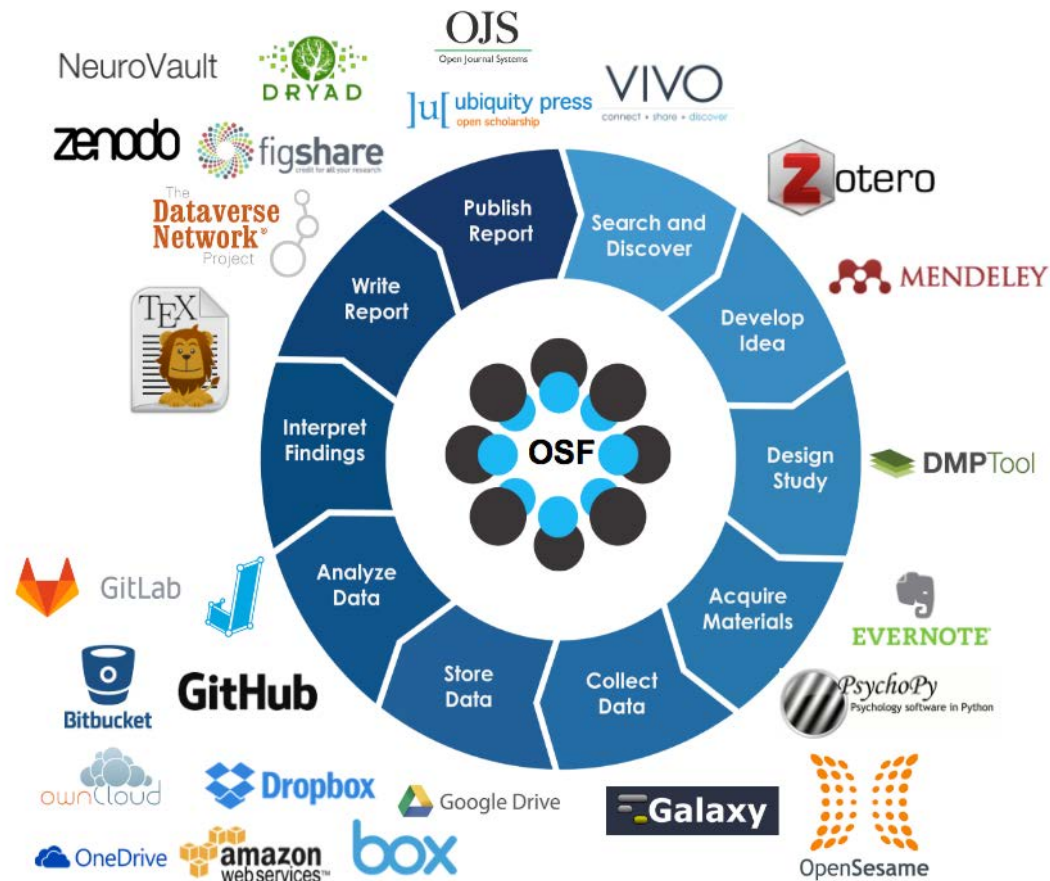 OJS
Open Journal Systems
NeuroVault
DRYAD
]u[ ubiquity press
open scholarship
VIVO
connect • share • discover
zenodo
figshare
credit for all your research
Zotero
The
Dataverse
Network®
Project
Publish
Report
Search and
Discover
MENDELEY
Write
Report
Develop
Idea
TEX
Interpret
Findings
OSF
Design
Study
DMPTool
GitLab
Analyze
Data
Acquire
Materials
EVERNOTE®
Store
Data
Collect
Data
PsychoPy
Psychology software in Python
Bitbucket
GitHub
ownCloud
Dropbox
Google Drive
Galaxy
OneDrive
amazon
webservices™
box
OpenSesame